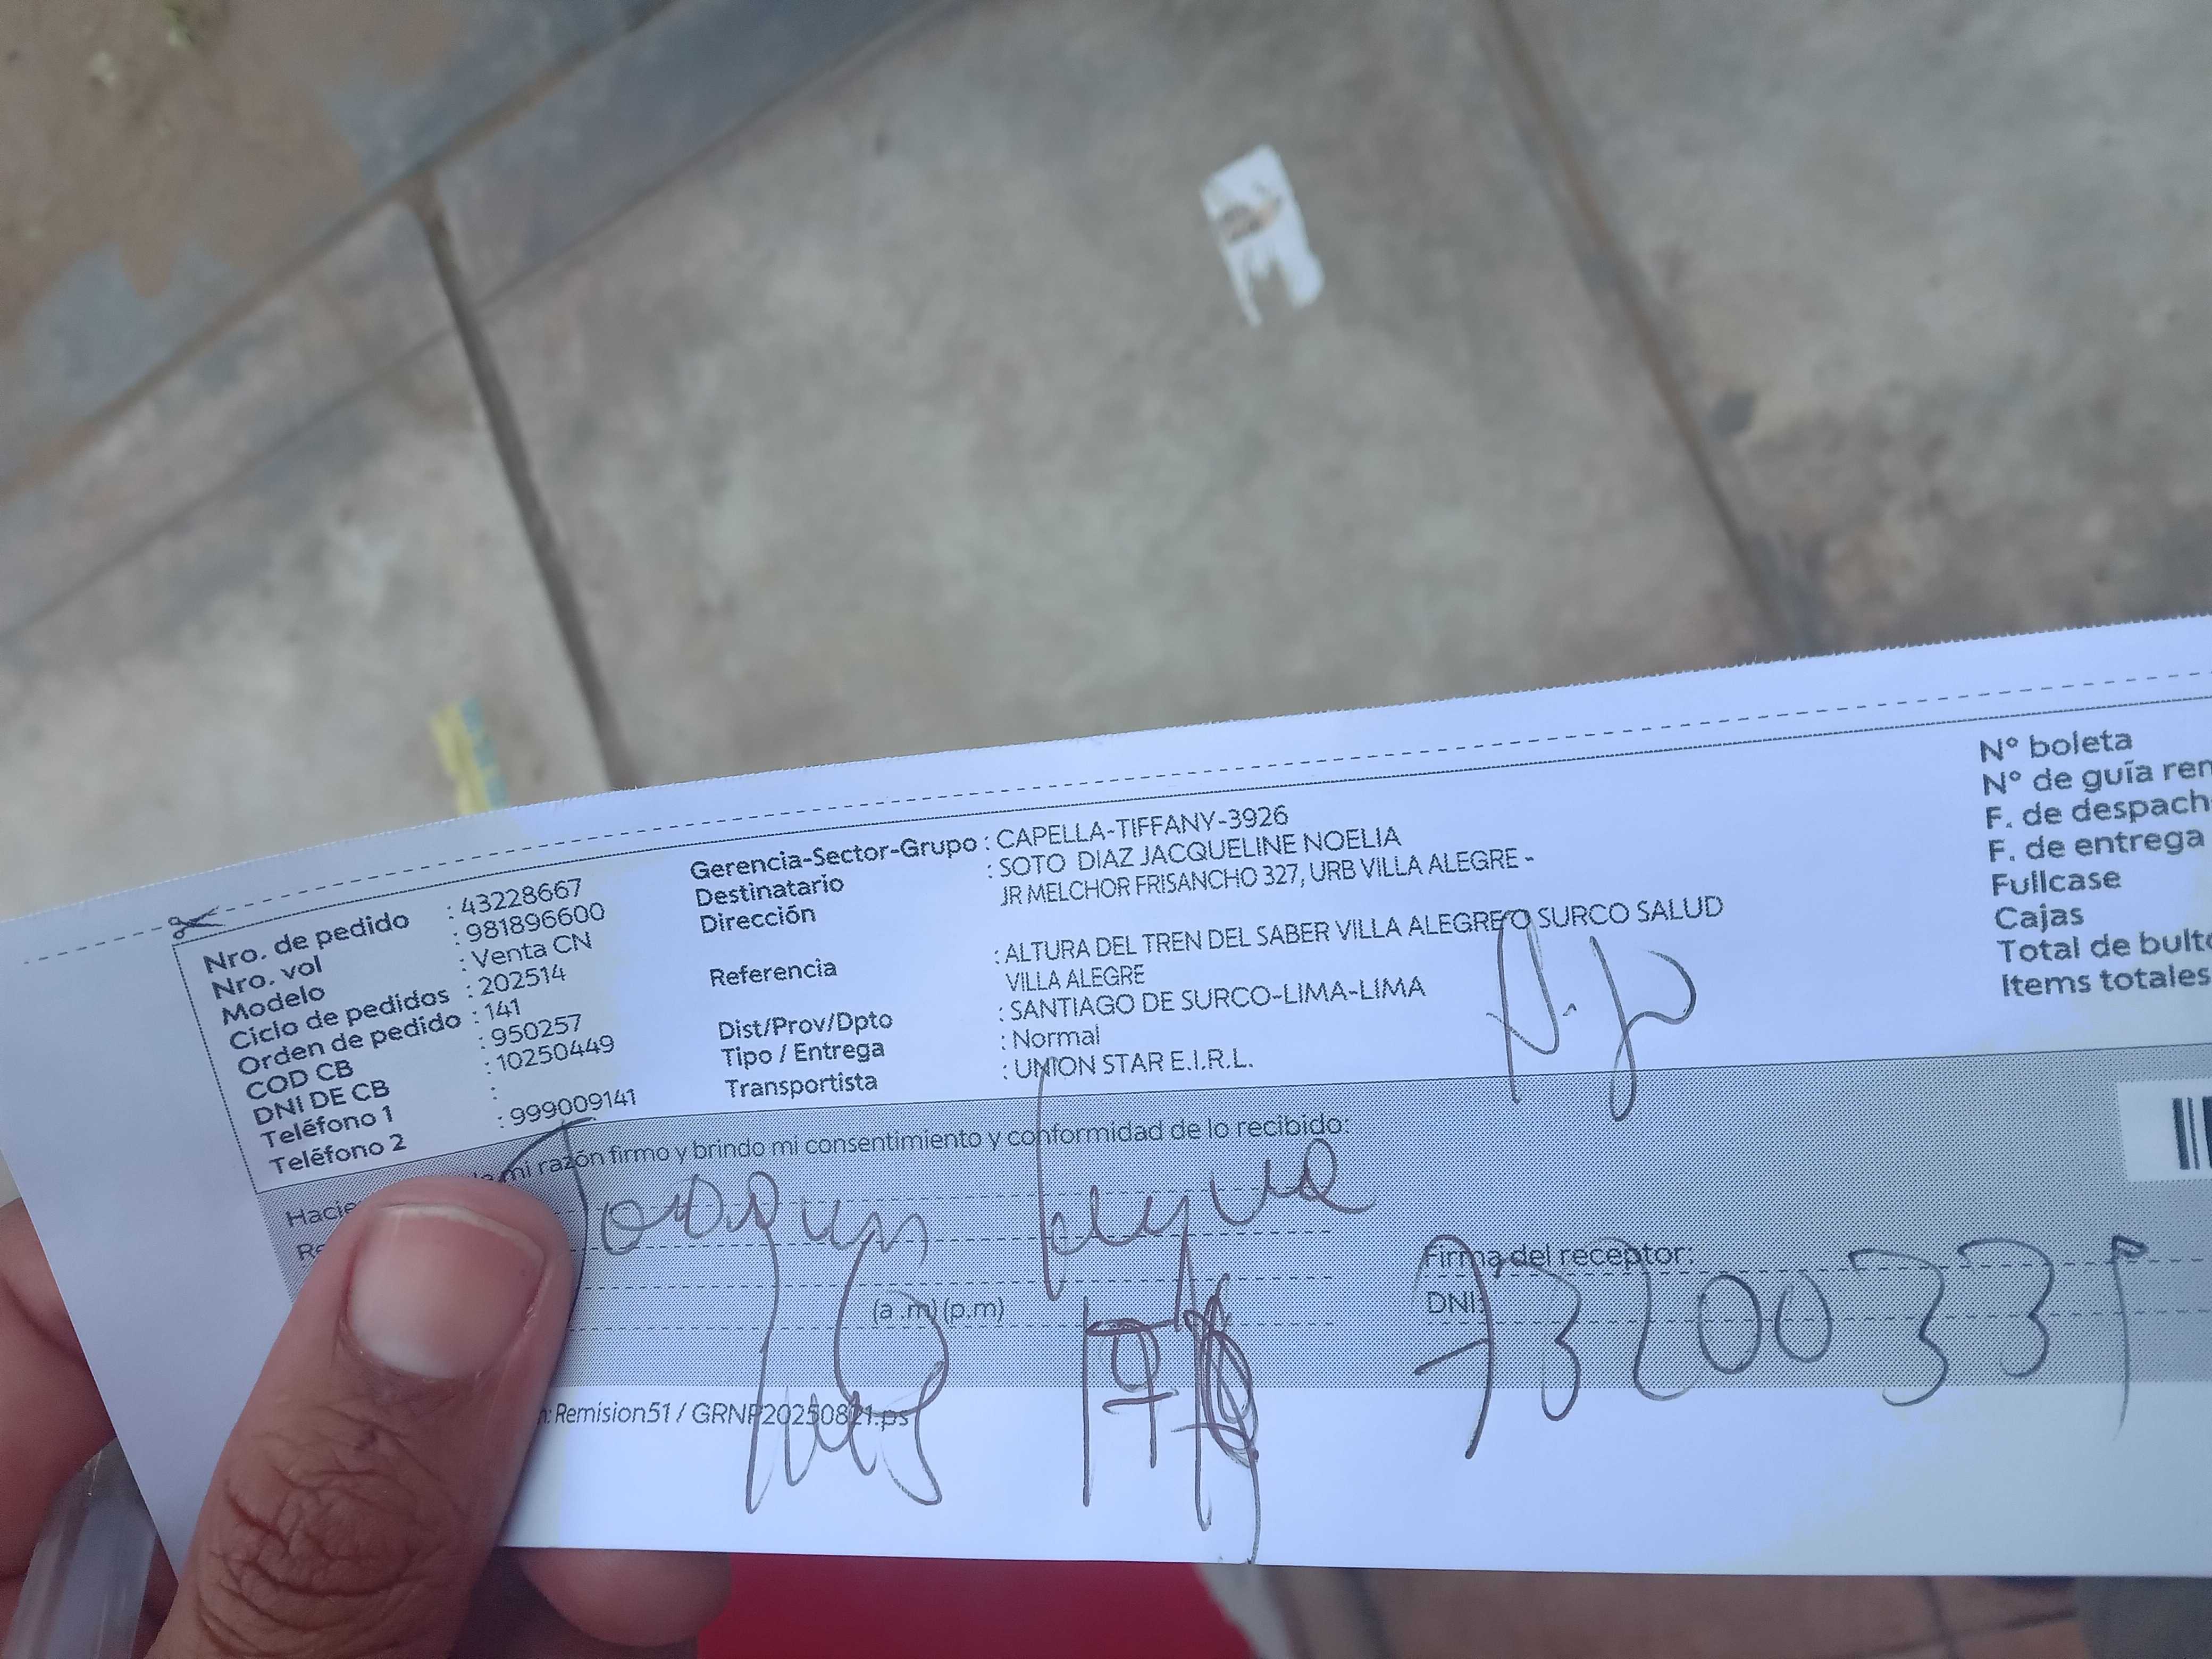 Nro. de pedido : 43228667
Nro. vol : 981896600
Modelo : Venta CN
Ciclo de pedidos : 202514
Orden de pedido : 141
COD CB : 950257
DNI DE CB : 10250449
Teléfono 1 :
Teléfono 2 : 999009141
Gerencia-Sector-Grupo : CAPELLA-TIFFANY-3926
Destinatario : SOTO DIAZ JACQUELINE NOELIA
Dirección JR MELCHOR FRISANCHO 327, URB VILLA ALEGRE -
Referencia : ALTURA DEL TREN DEL SABER VILLA ALEGRE O SURCO SALUD
VILLA ALEGRE
Dist/Prov/Dpto : SANTIAGO DE SURCO-LIMA-LIMA
Tipo / Entrega : Normal
Transportista : UNION STAR E.I.R.L.
N° boleta
N° de guía rem
F. de despach
F. de entrega
Fullcase
Cajas
Total de bulto
Items totales
Hacie mi razón firmo y brindo mi consentimiento y conformidad de lo recibido:
Re
(a.m) (p.m)
Firma del receptor:
DNI:
n: Remision51 / GRNP20250821.ps